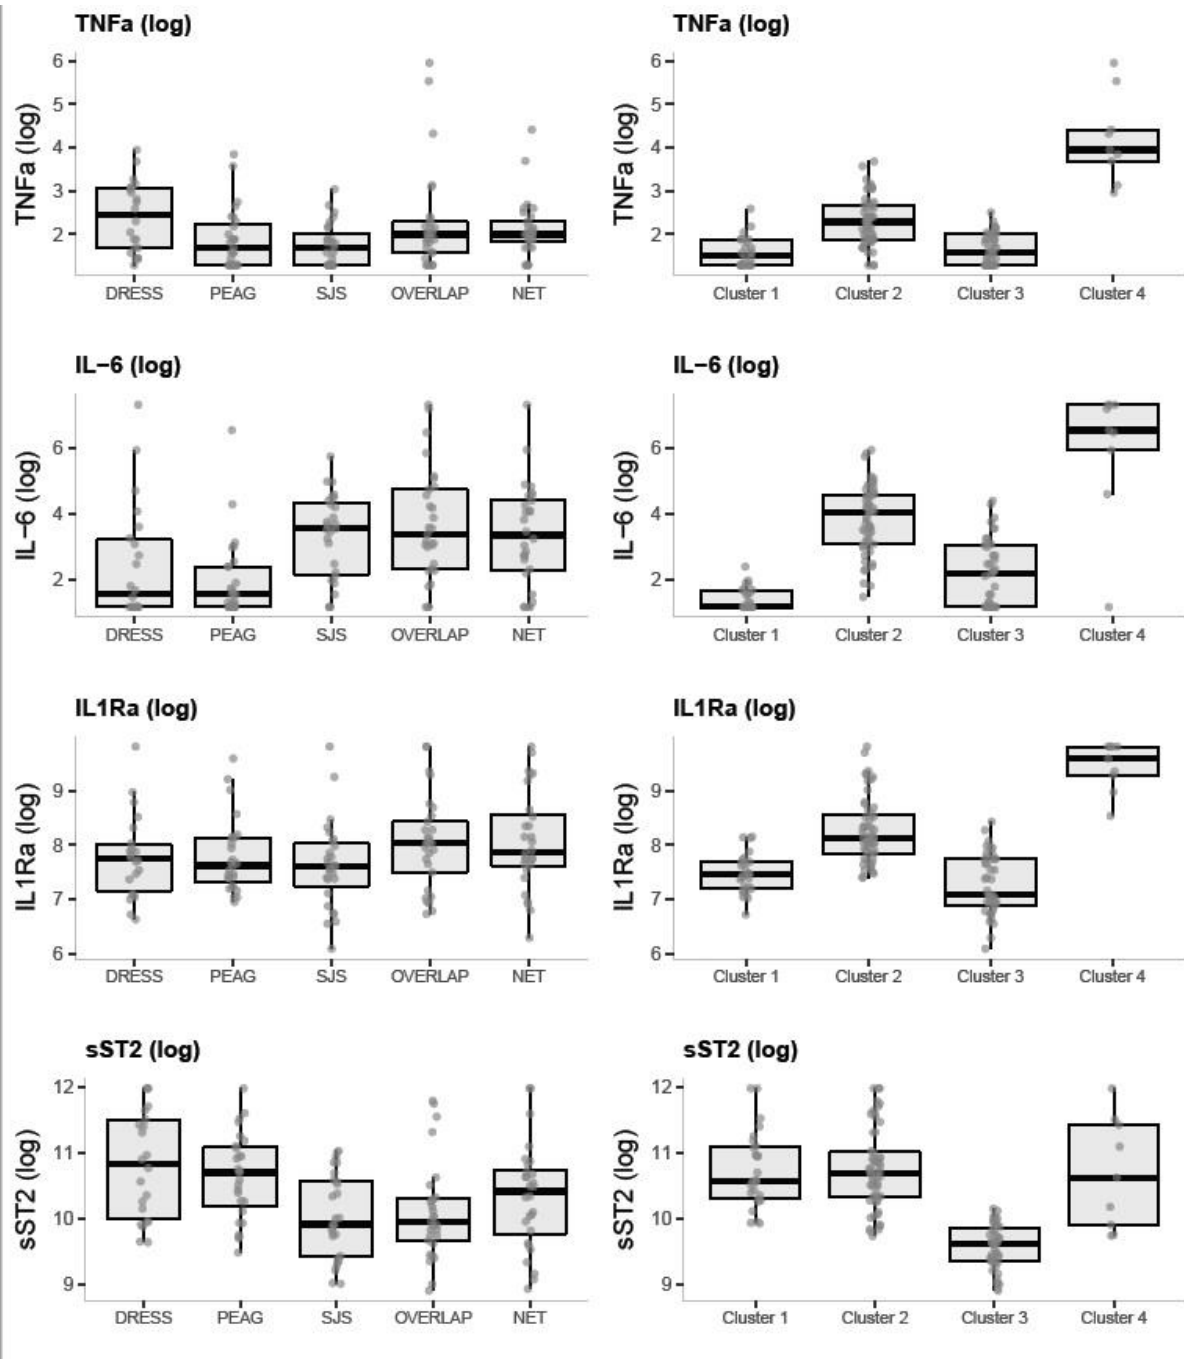 TNFa (log)
TNFa (log)
6
5
4
3
2
DRESS PEAG SJS OVERLAP NET
TNFa (log)
TNFa (log)
6
5
4
3
2
Cluster 1 Cluster 2 Cluster 3 Cluster 4
IL−6 (log)
IL−6 (log)
6
4
2
DRESS PEAG SJS OVERLAP NET
IL−6 (log)
IL−6 (log)
6
4
2
Cluster 1 Cluster 2 Cluster 3 Cluster 4
IL1Ra (log)
IL1Ra (log)
9
8
7
6
DRESS PEAG SJS OVERLAP NET
IL1Ra (log)
IL1Ra (log)
9
8
7
6
Cluster 1 Cluster 2 Cluster 3 Cluster 4
sST2 (log)
sST2 (log)
12
11
10
9
DRESS PEAG SJS OVERLAP NET
sST2 (log)
sST2 (log)
12
11
10
9
Cluster 1 Cluster 2 Cluster 3 Cluster 4